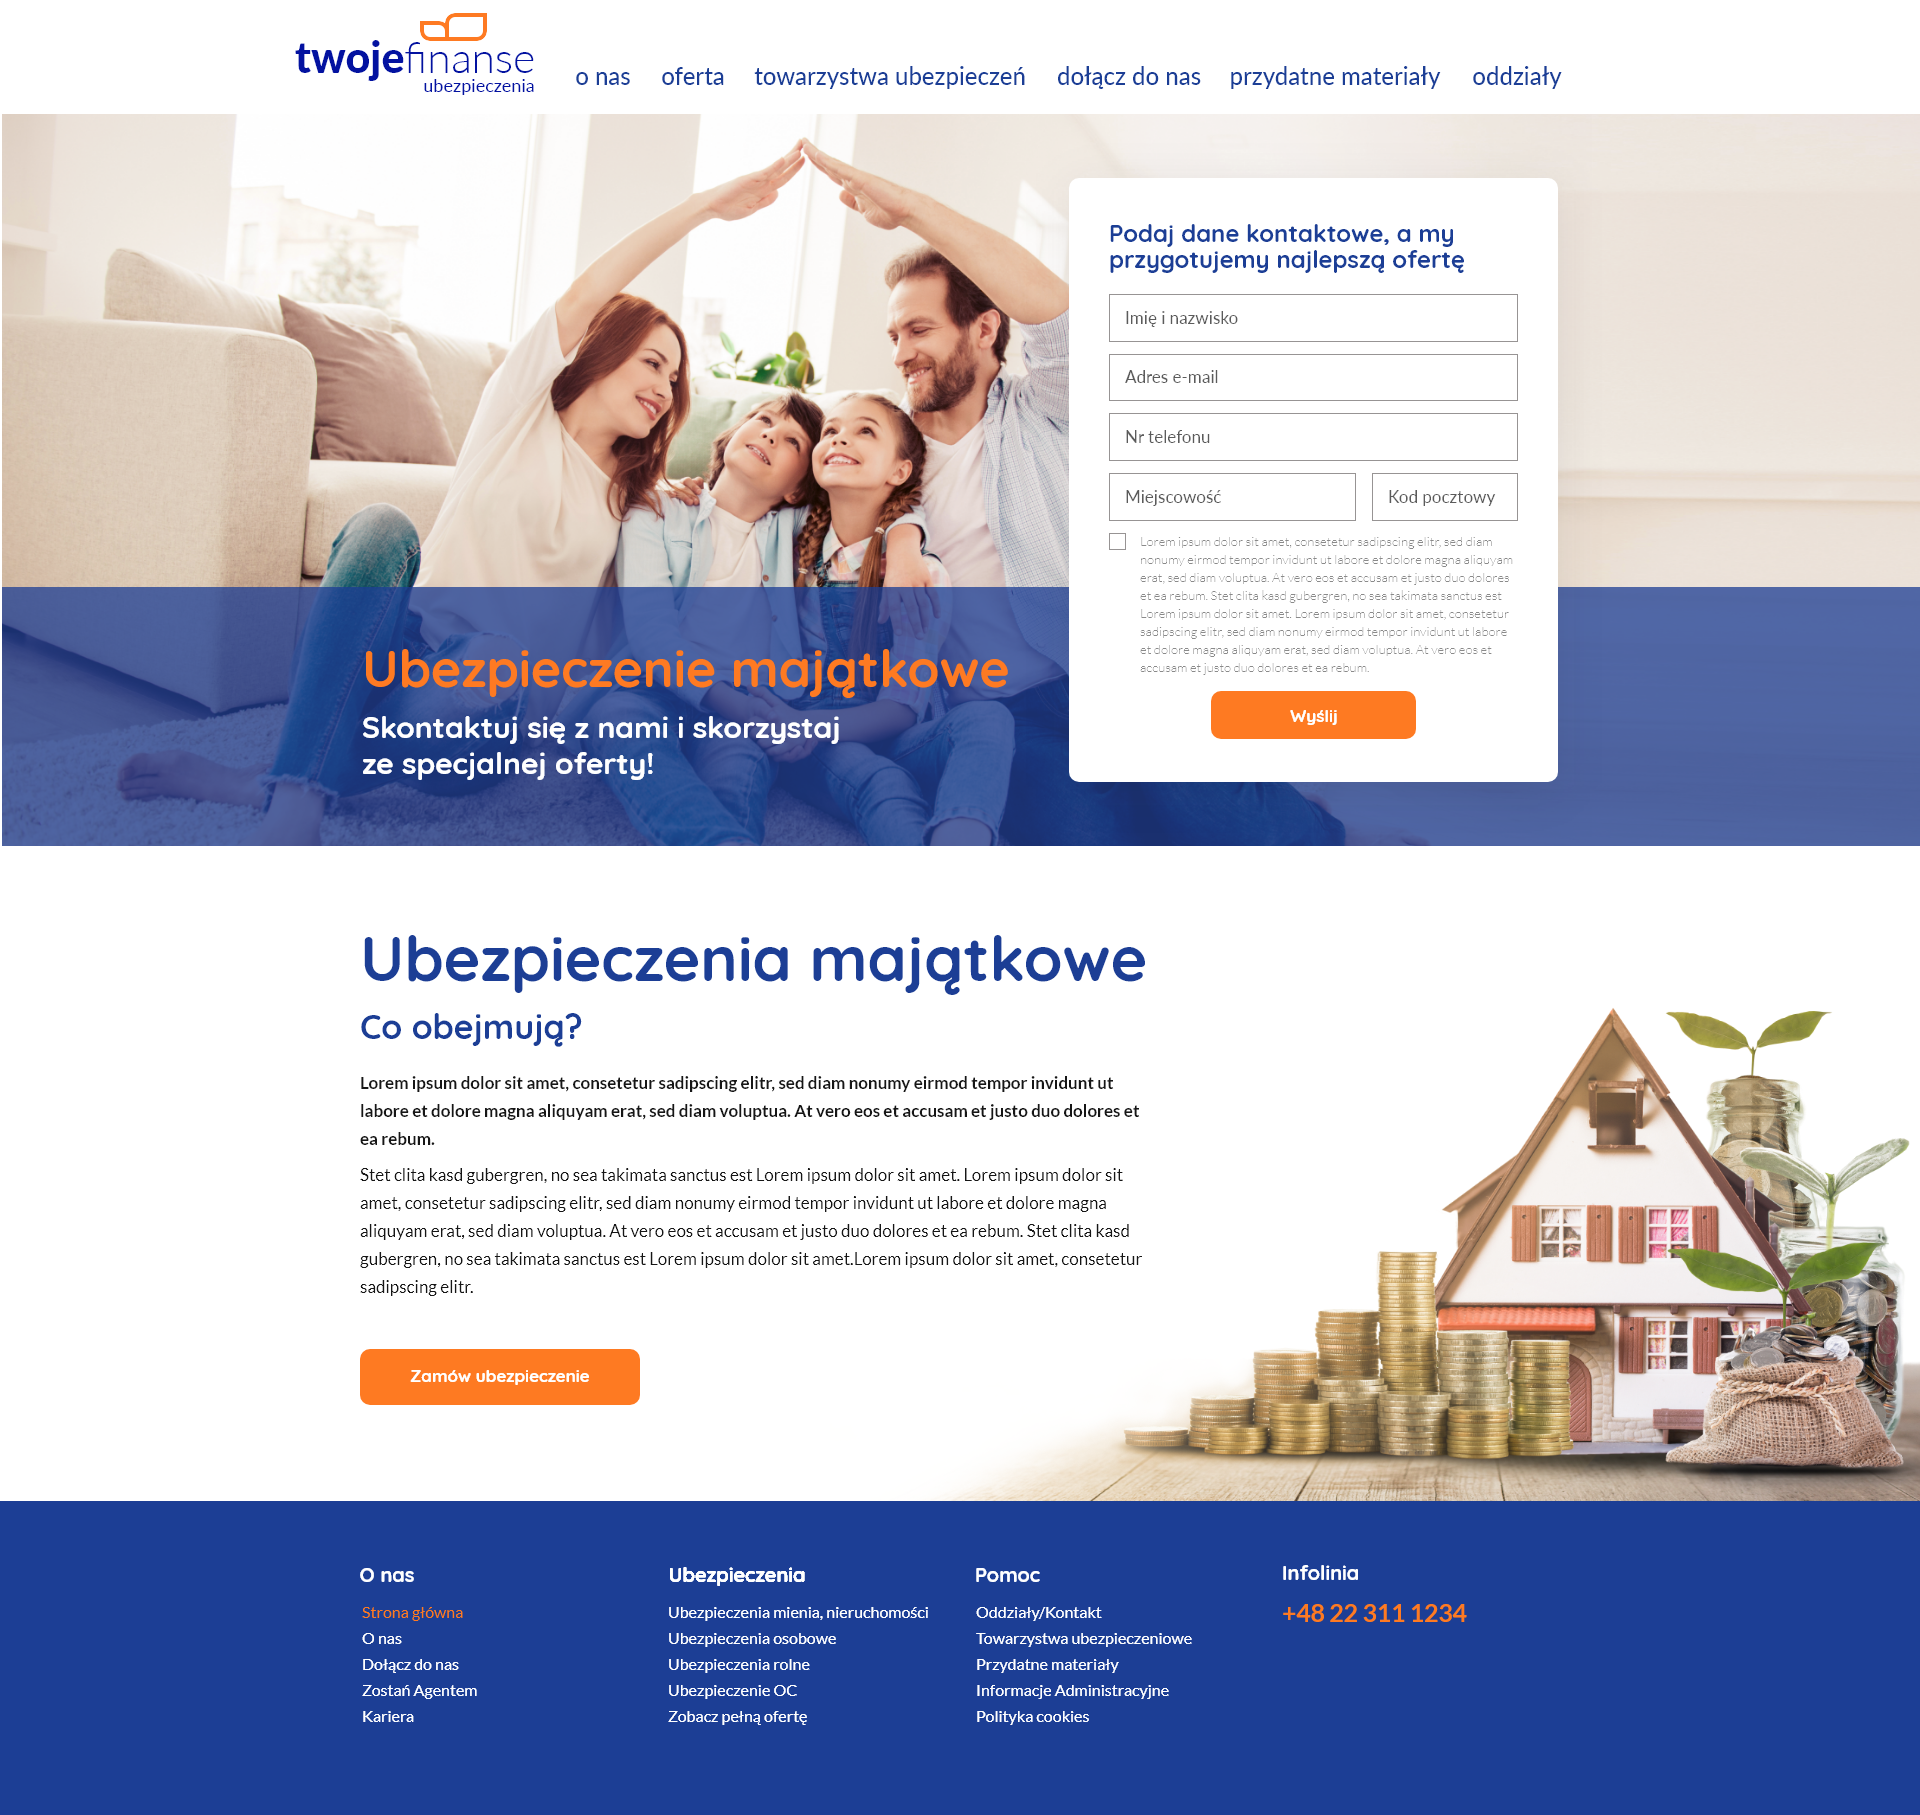 twojefinanse
ubezpieczenia
o nas oferta towarzystwa ubezpieczeń dołącz do nas przydatne materiały oddziały
Podaj dane kontaktowe, a my
przygotujemy najlepszą ofertę
Imię i nazwisko
Adres e-mail
Nr telefonu
Miejscowość Kod pocztowy
Lorem ipsum dolor sit amet, consetetur sadipscing elitr, sed diam
nonumy eirmod tempor invidunt ut labore et dolore magna aliquyam
erat, sed diam voluptua. At vero eos et accusam et justo duo dolores
et ea rebum. Stet clita kasd gubergren, no sea takimata sanctus est
Lorem ipsum dolor sit amet. Lorem ipsum dolor sit amet, consetetur
sadipscing elitr, sed diam nonumy eirmod tempor invidunt ut labore
et dolore magna aliquyam erat, sed diam voluptua. At vero eos et
accusam et justo duo dolores et ea rebum.
Wyślij
Ubezpieczenie majątkowe
Skontaktuj się z nami i skorzystaj
ze specjalnej oferty!
Ubezpieczenia majątkowe
Co obejmują?
Lorem ipsum dolor sit amet, consetetur sadipscing elitr, sed diam nonumy eirmod tempor invidunt ut
labore et dolore magna aliquyam erat, sed diam voluptua. At vero eos et accusam et justo duo dolores et
ea rebum.
Stet clita kasd gubergren, no sea takimata sanctus est Lorem ipsum dolor sit amet. Lorem ipsum dolor sit
amet, consetetur sadipscing elitr, sed diam nonumy eirmod tempor invidunt ut labore et dolore magna
aliquyam erat, sed diam voluptua. At vero eos et accusam et justo duo dolores et ea rebum. Stet clita kasd
gubergren, no sea takimata sanctus est Lorem ipsum dolor sit amet.Lorem ipsum dolor sit amet, consetetur
sadipscing elitr.
Zamów ubezpieczenie
O nas
Strona główna
O nas
Dołącz do nas
Zostań Agentem
Kariera
Ubezpieczenia
Ubezpieczenia mienia, nieruchomości
Ubezpieczenia osobowe
Ubezpieczenia rolne
Ubezpieczenie OC
Zobacz pełną ofertę
Pomoc
Oddziały/Kontakt
Towarzystwa ubezpieczeniowe
Przydatne materiały
Informacje Administracyjne
Polityka cookies
Infolinia
+48 22 311 1234